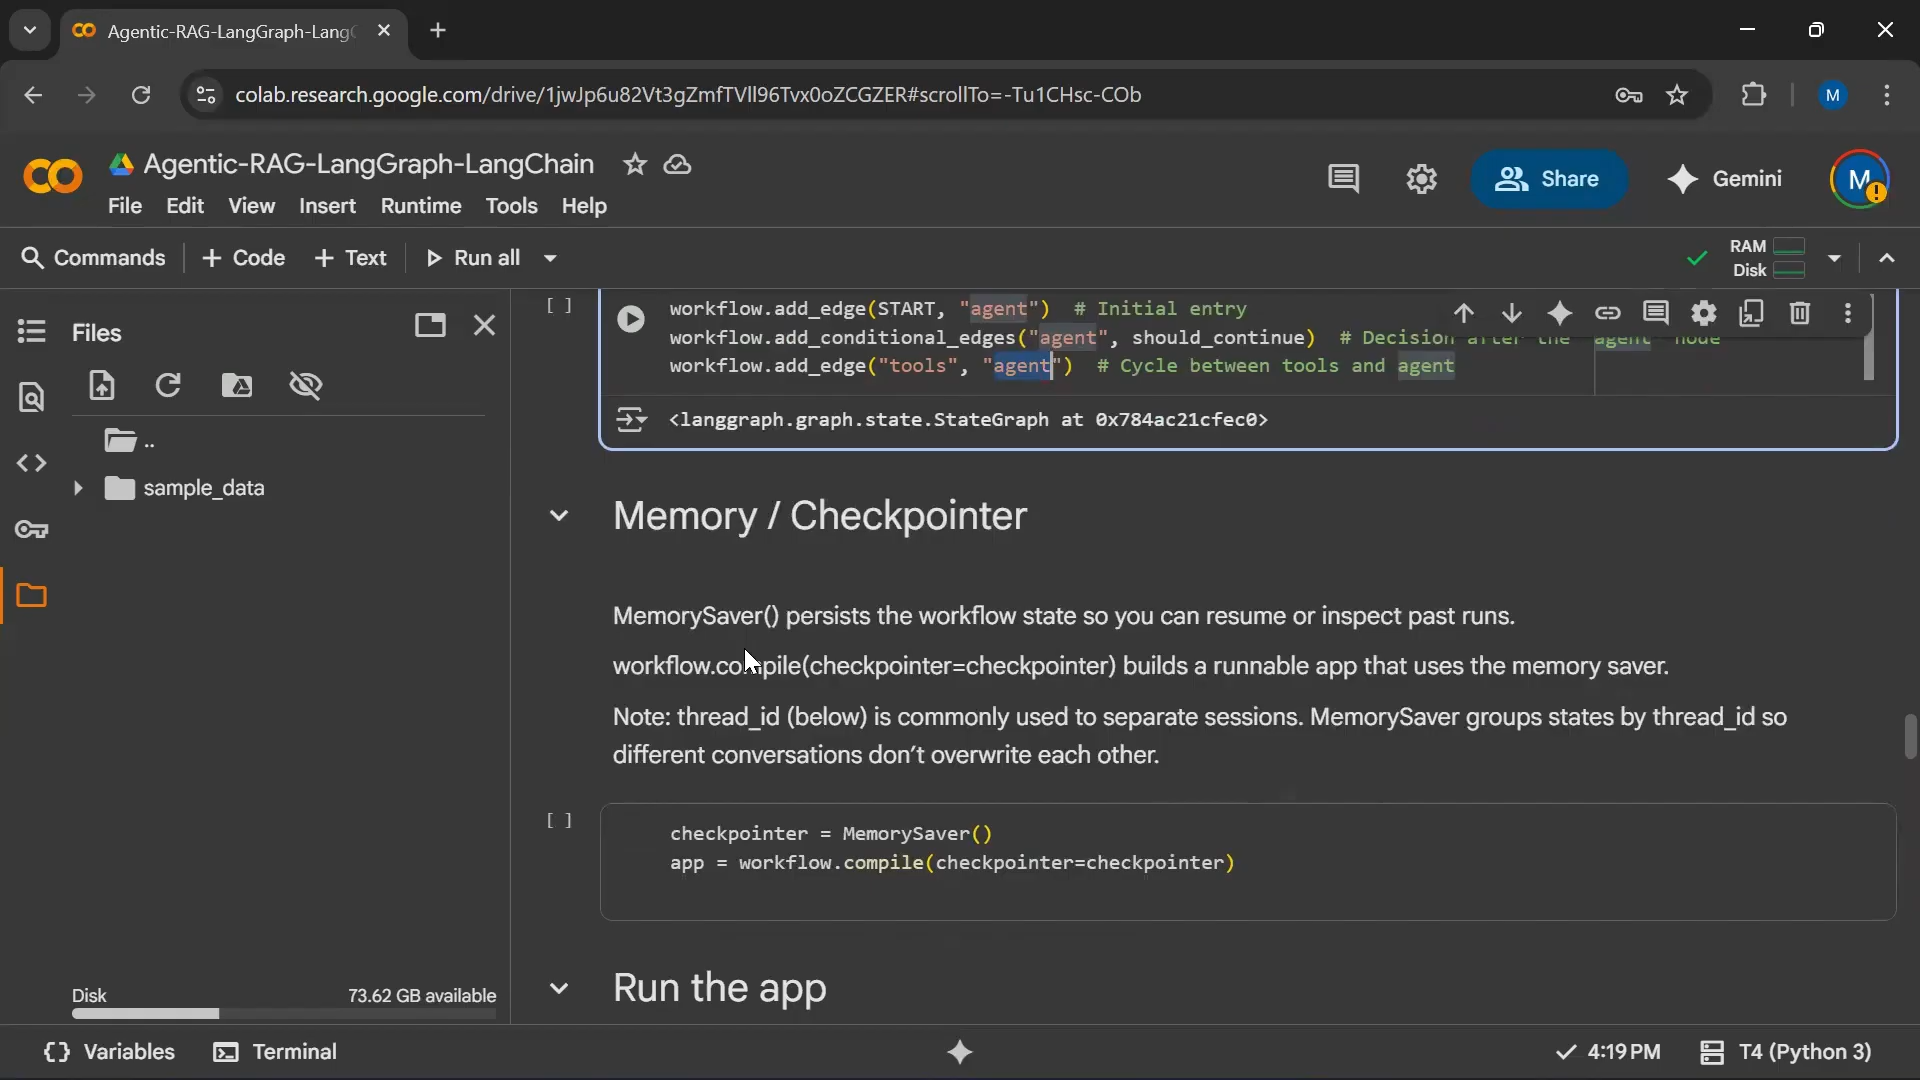 Agentic-RAG-LangGraph-Lang
colab.research.google.com/drive/1jwJp6u82Vt3gZmfTVll96Tvx0oZCGZER#scrollTo=-Tu1CHsc-COb
M
Agentic-RAG-LangGraph-LangChain
Share
Gemini
M
File Edit View Insert Runtime Tools Help
Commands
+ Code
+ Text
Run all
RAM
Disk
Files
..
sample_data
Disk
73.62 GB available
[ ]
workflow.add_edge(START, "agent")  # Initial entry
workflow.add_conditional_edges("agent", should_continue)  # Decision after the agent node
workflow.add_edge("tools", "agent")  # Cycle between tools and agent
<langgraph.graph.state.StateGraph at 0x784ac21cfec0>
Memory / Checkpointer
MemorySaver() persists the workflow state so you can resume or inspect past runs.
workflow.compile(checkpointer=checkpointer) builds a runnable app that uses the memory saver.
Note: thread_id (below) is commonly used to separate sessions. MemorySaver groups states by thread_id so
different conversations don’t overwrite each other.
[ ]
checkpointer = MemorySaver()
app = workflow.compile(checkpointer=checkpointer)
Run the app
Variables
Terminal
4:19 PM
T4 (Python 3)